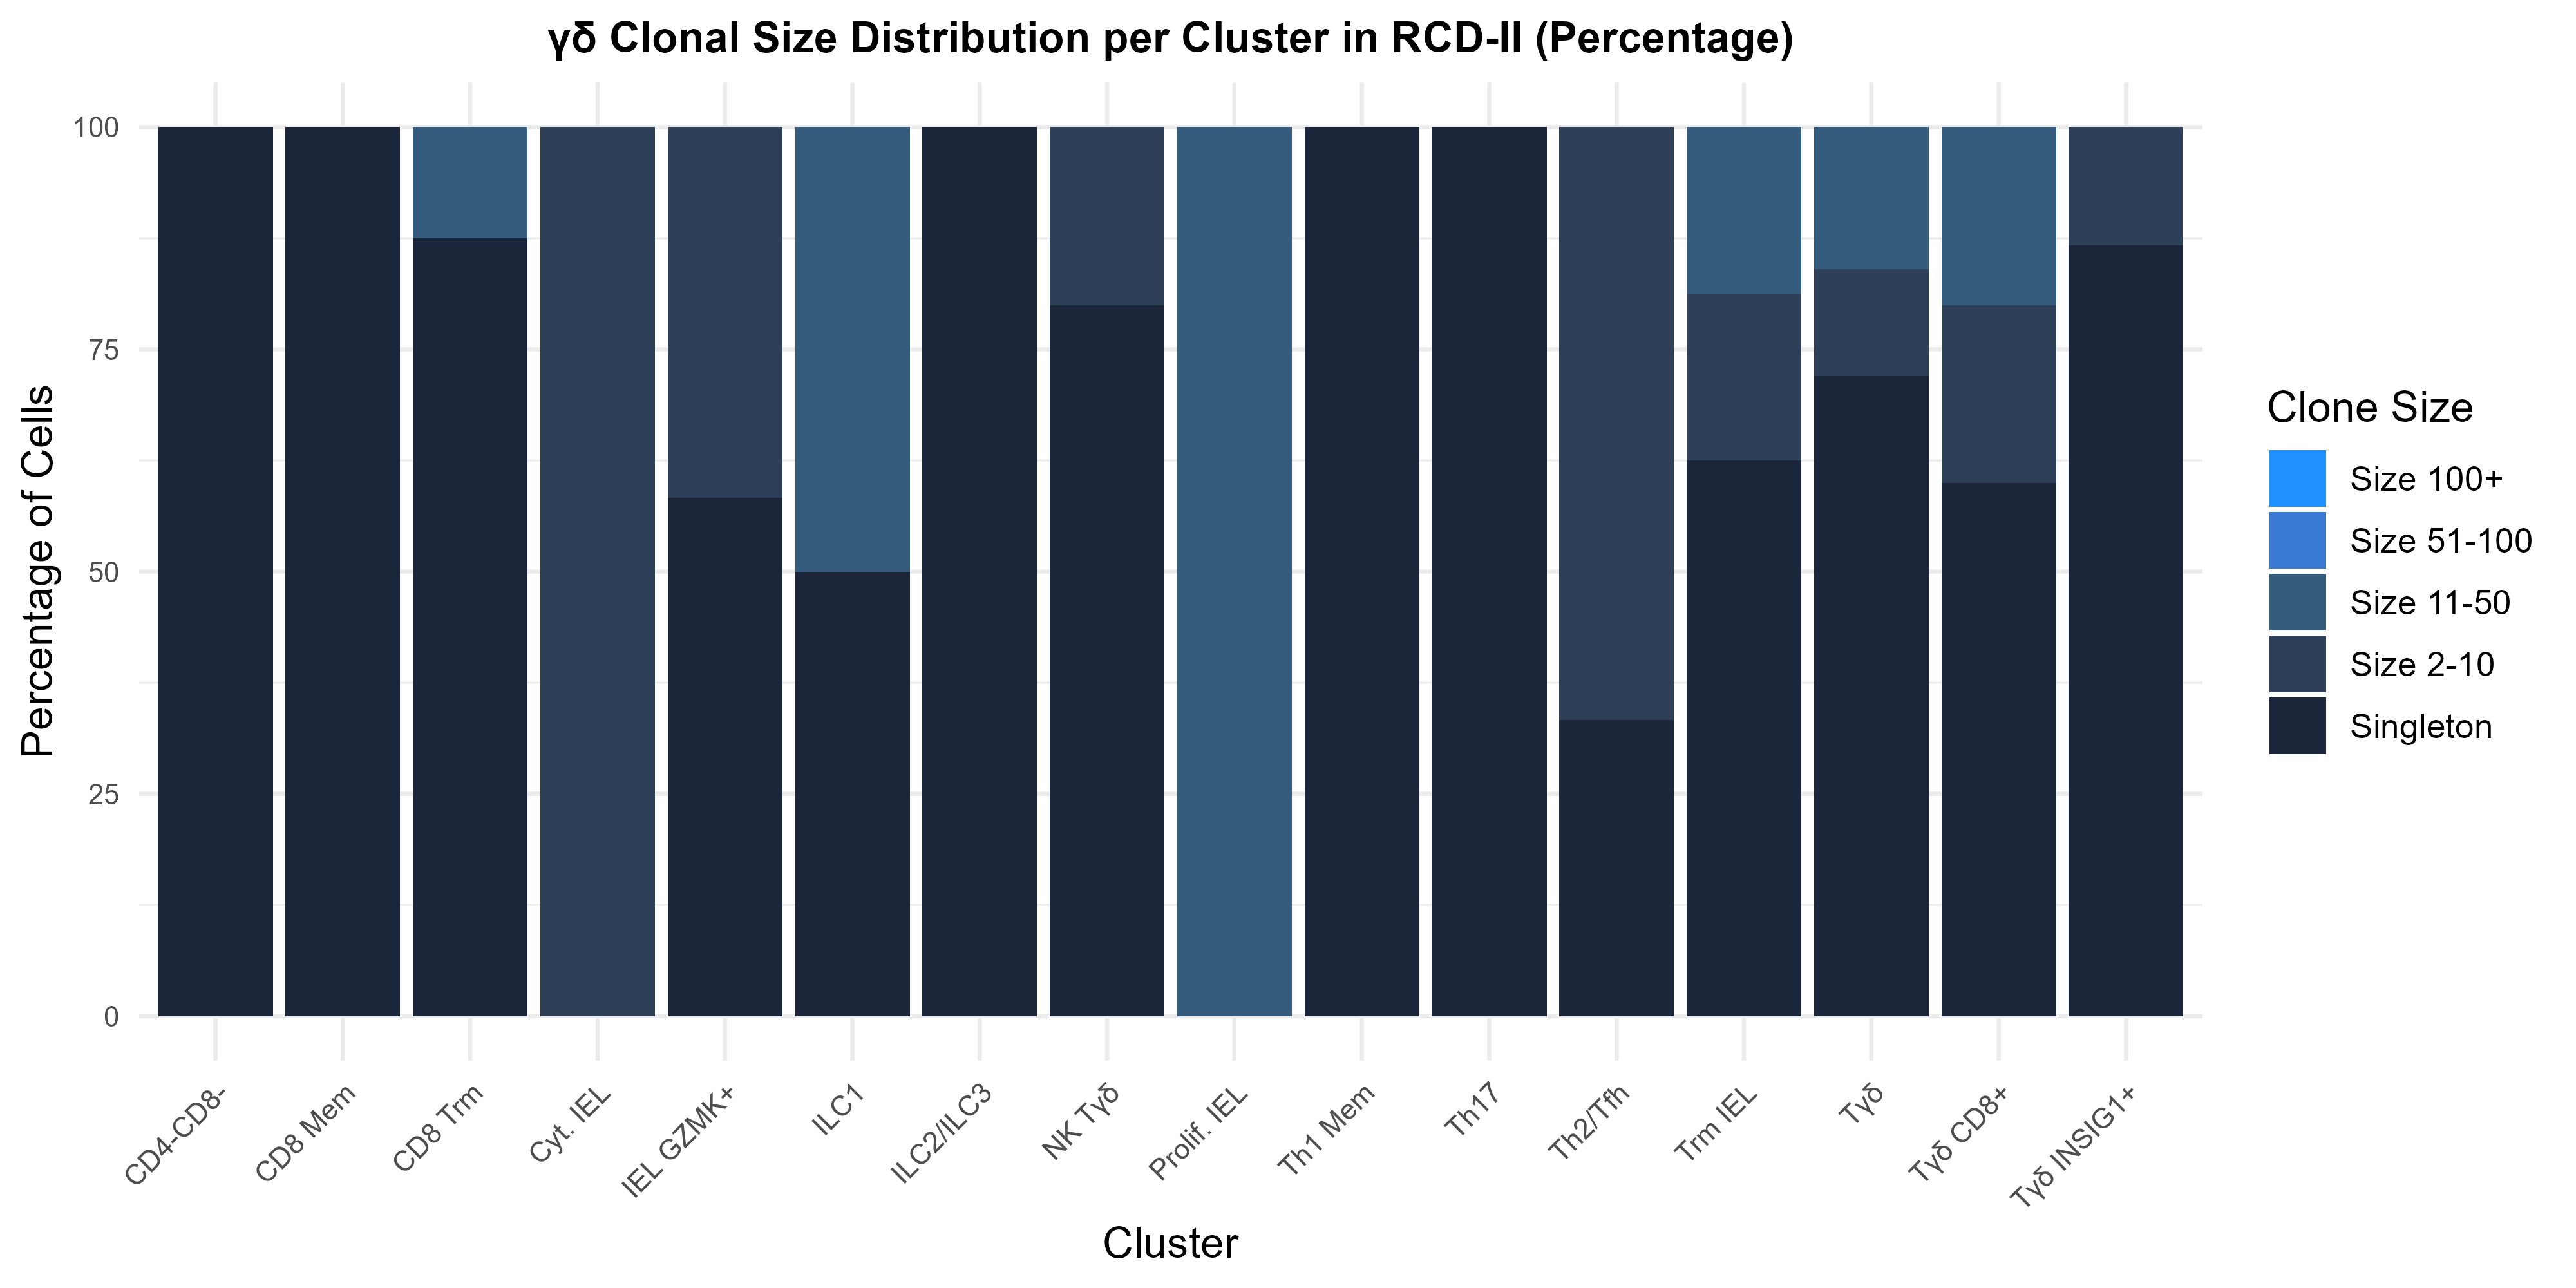 γδ Clonal Size Distribution per Cluster in RCD-II (Percentage)
Percentage of Cells
100
75
50
25
0
CD4-CD8-
CD8 Mem
CD8 Trm
Cyt. IEL
IEL GZMK+
ILC1
ILC2/ILC3
NK Tγδ
Prolif. IEL
Th1 Mem
Th17
Th2/Tfh
Trm IEL
Tγδ
Tγδ CD8+
Tγδ INSIG1+
Cluster
Clone Size
Size 100+
Size 51-100
Size 11-50
Size 2-10
Singleton